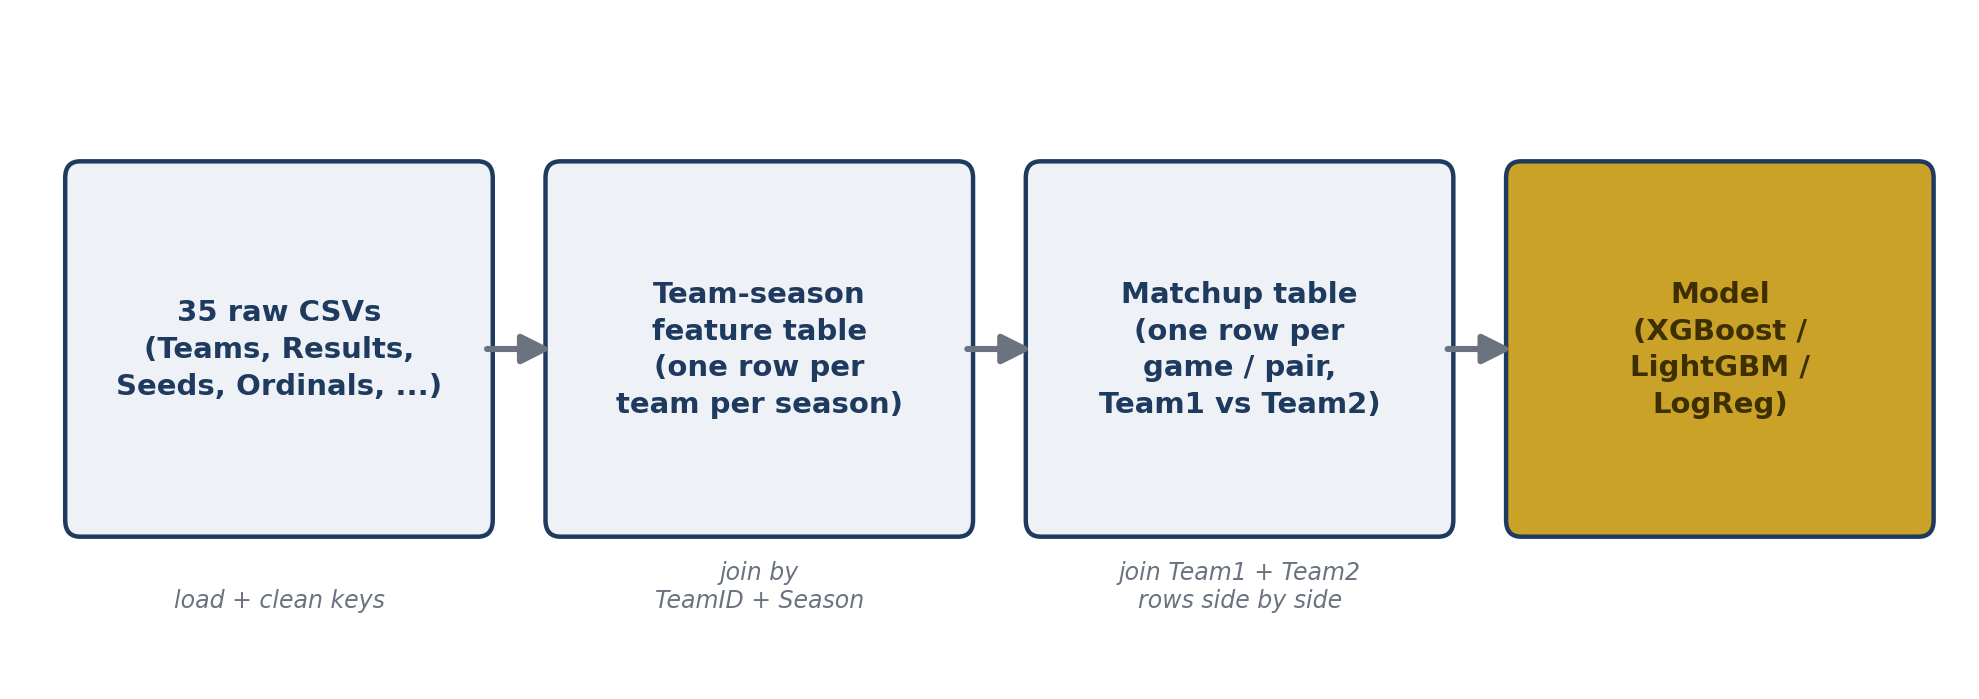 35 raw CSVs
(Teams, Results,
Seeds, Ordinals, ...)
load + clean keys
Team-season
feature table
(one row per
team per season)
join by
TeamID + Season
Matchup table
(one row per
game / pair,
Team1 vs Team2)
join Team1 + Team2
rows side by side
Model
(XGBoost /
LightGBM /
LogReg)